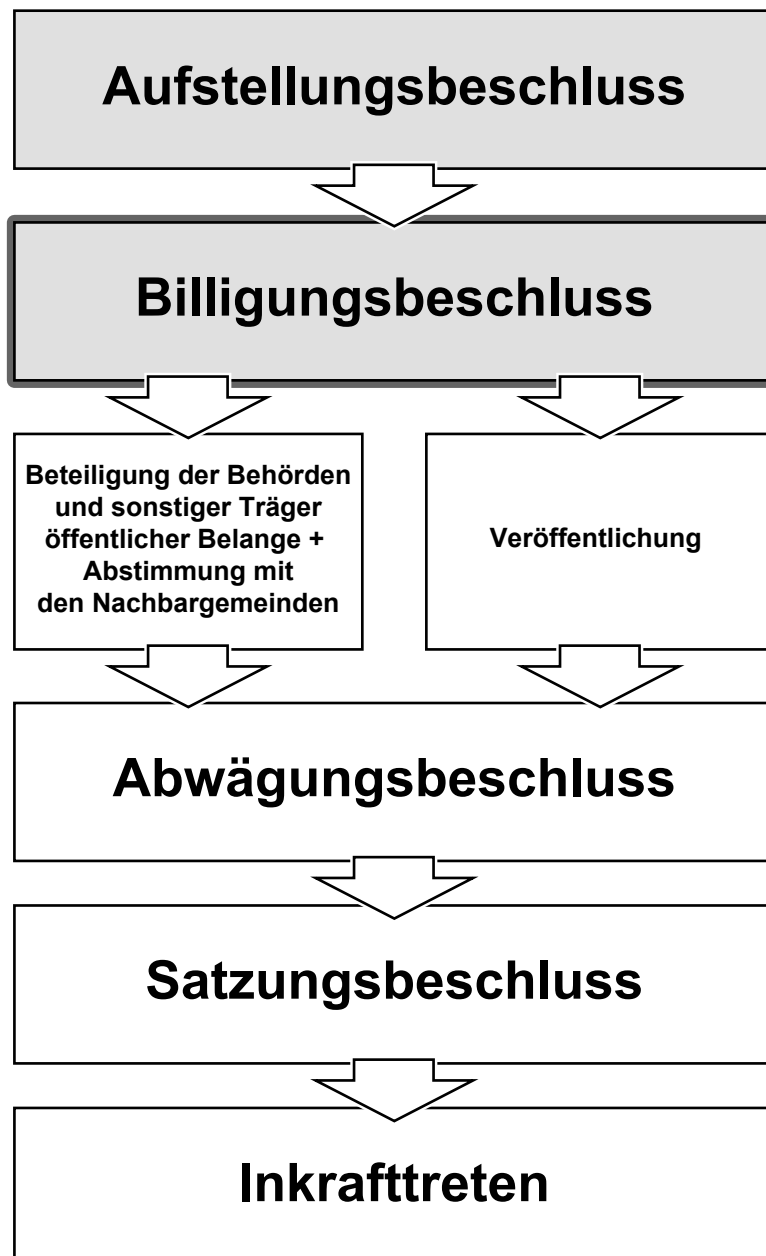 Aufstellungsbeschluss
Billigungsbeschluss
Beteiligung der Behörden
und sonstiger Träger
öffentlicher Belange +
Abstimmung mit
den Nachbargemeinden
Veröffentlichung
Abwägungsbeschluss
Satzungsbeschluss
Inkrafttreten